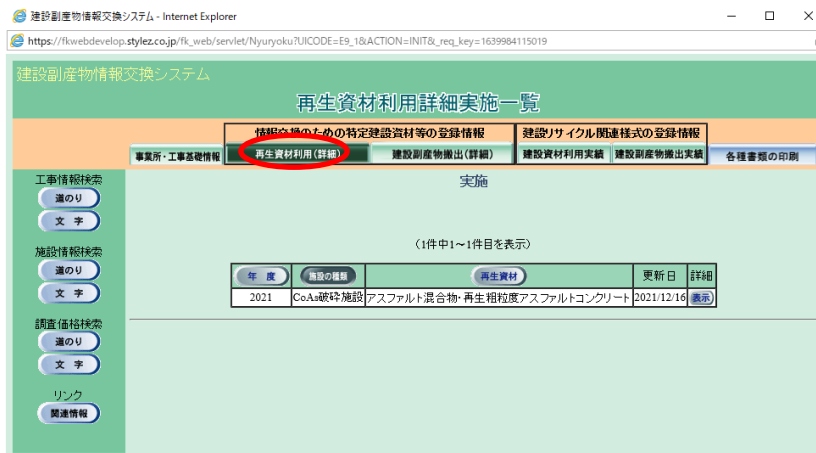 建設副産物情報交換システム - Internet Explorer
https://fkwebdevelop.stylez.co.jp/fk_web/servlet/Nyuryoku?UICODE=E9_1&ACTION=INIT&_req_key=1639984115019
建設副産物情報交換システム
再生資材利用詳細実施一覧
情報交換のための特定建設資材等の登録情報 建設リサイクル関連様式の登録情報
事業所・工事基礎情報 再生資材利用(詳細) 建設副産物搬出(詳細) 建設資材利用実績 建設副産物搬出実績 各種書類の印刷
工事情報検索
道のり
文字
施設情報検索
道のり
文字
調査価格検索
道のり
文字
リンク
関連情報
実施
(1件中1~1件目を表示)
年度 施設の種類 再生資材 更新日 詳細
2021 CoAs破砕施設 アスファルト混合物・再生粗粒度アスファルトコンクリート 2021/12/16 表示